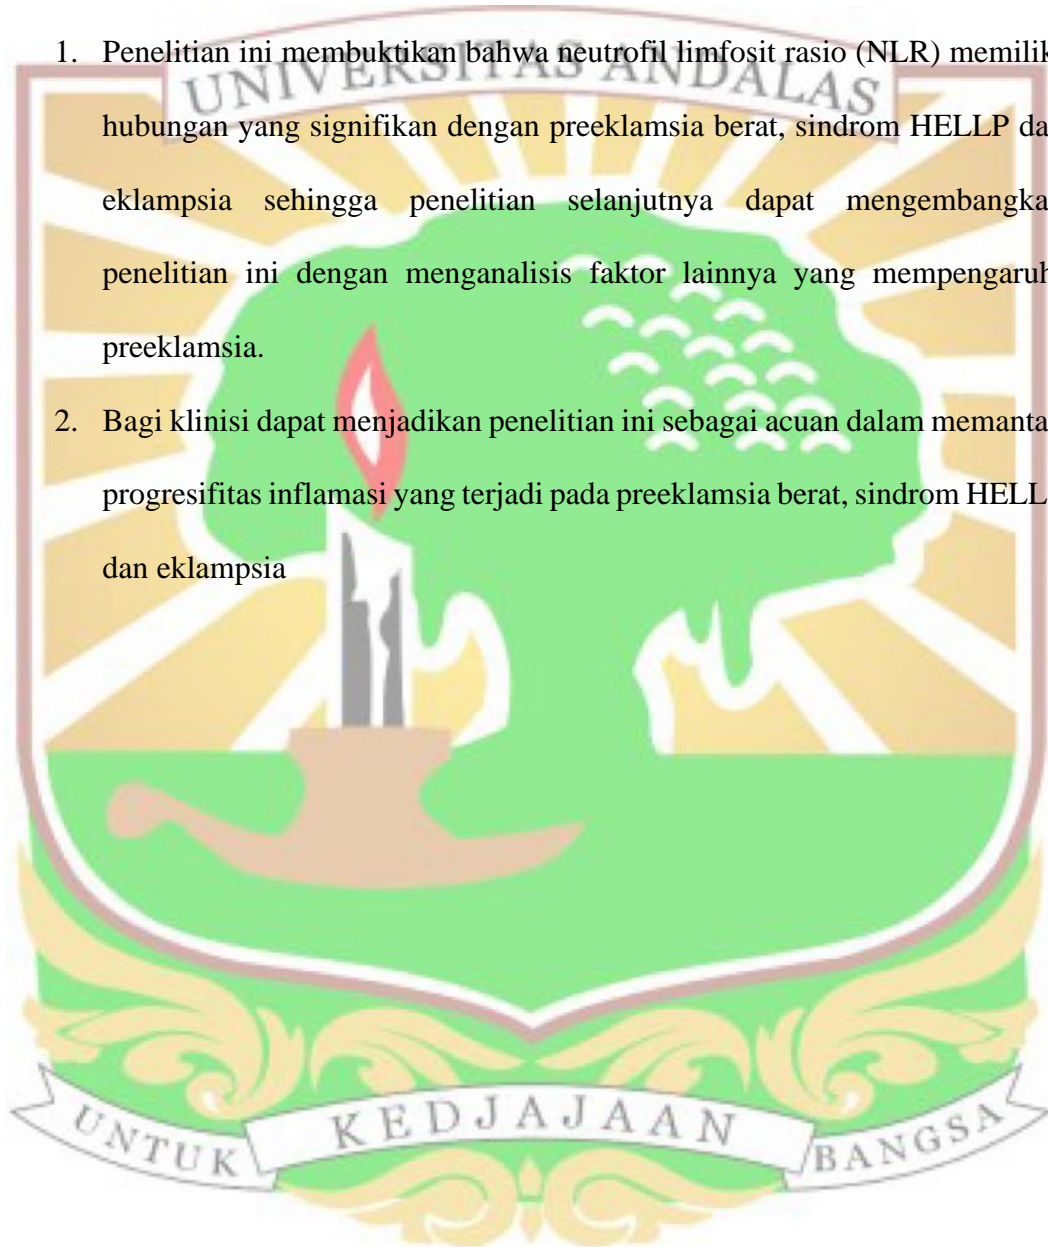 1. Penelitian ini membuktikan bahwa neutrofil limfosit rasio (NLR) memilik
UNIVERSITAS ANDALAS
hubungan yang signifikan dengan preeklamsia berat, sindrom HELLP da
eklampsia sehingga penelitian selanjutnya dapat mengembangka
penelitian ini dengan menganalisis faktor lainnya yang mempengaruh
preeklamsia.
2. Bagi klinisi dapat menjadikan penelitian ini sebagai acuan dalam memanta
progresifitas inflamasi yang terjadi pada preeklamsia berat, sindrom HELL
dan eklampsia
UNTUK KEDJAJAAN BANGSA